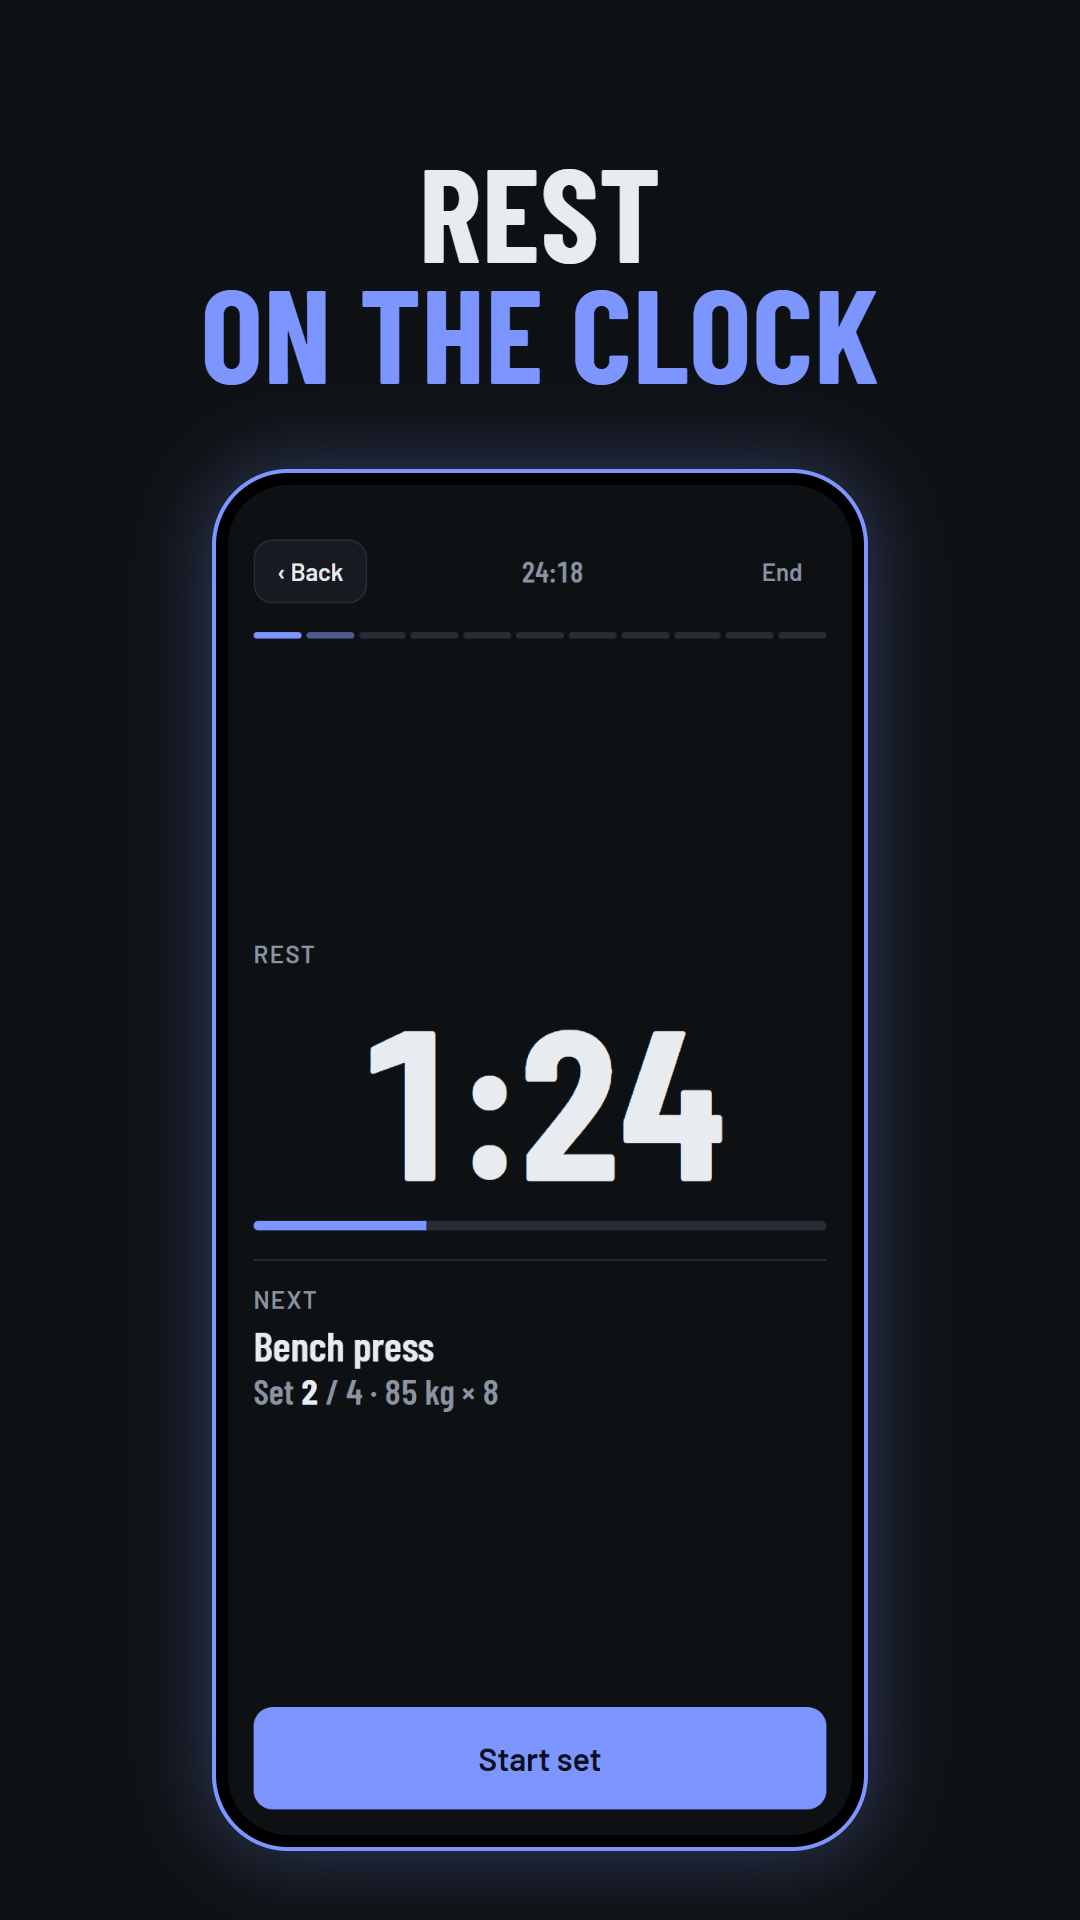 REST
ON THE CLOCK
‹ Back
24:18
End
REST
1:24
NEXT
Bench press
Set 2 / 4 · 85 kg × 8
Start set